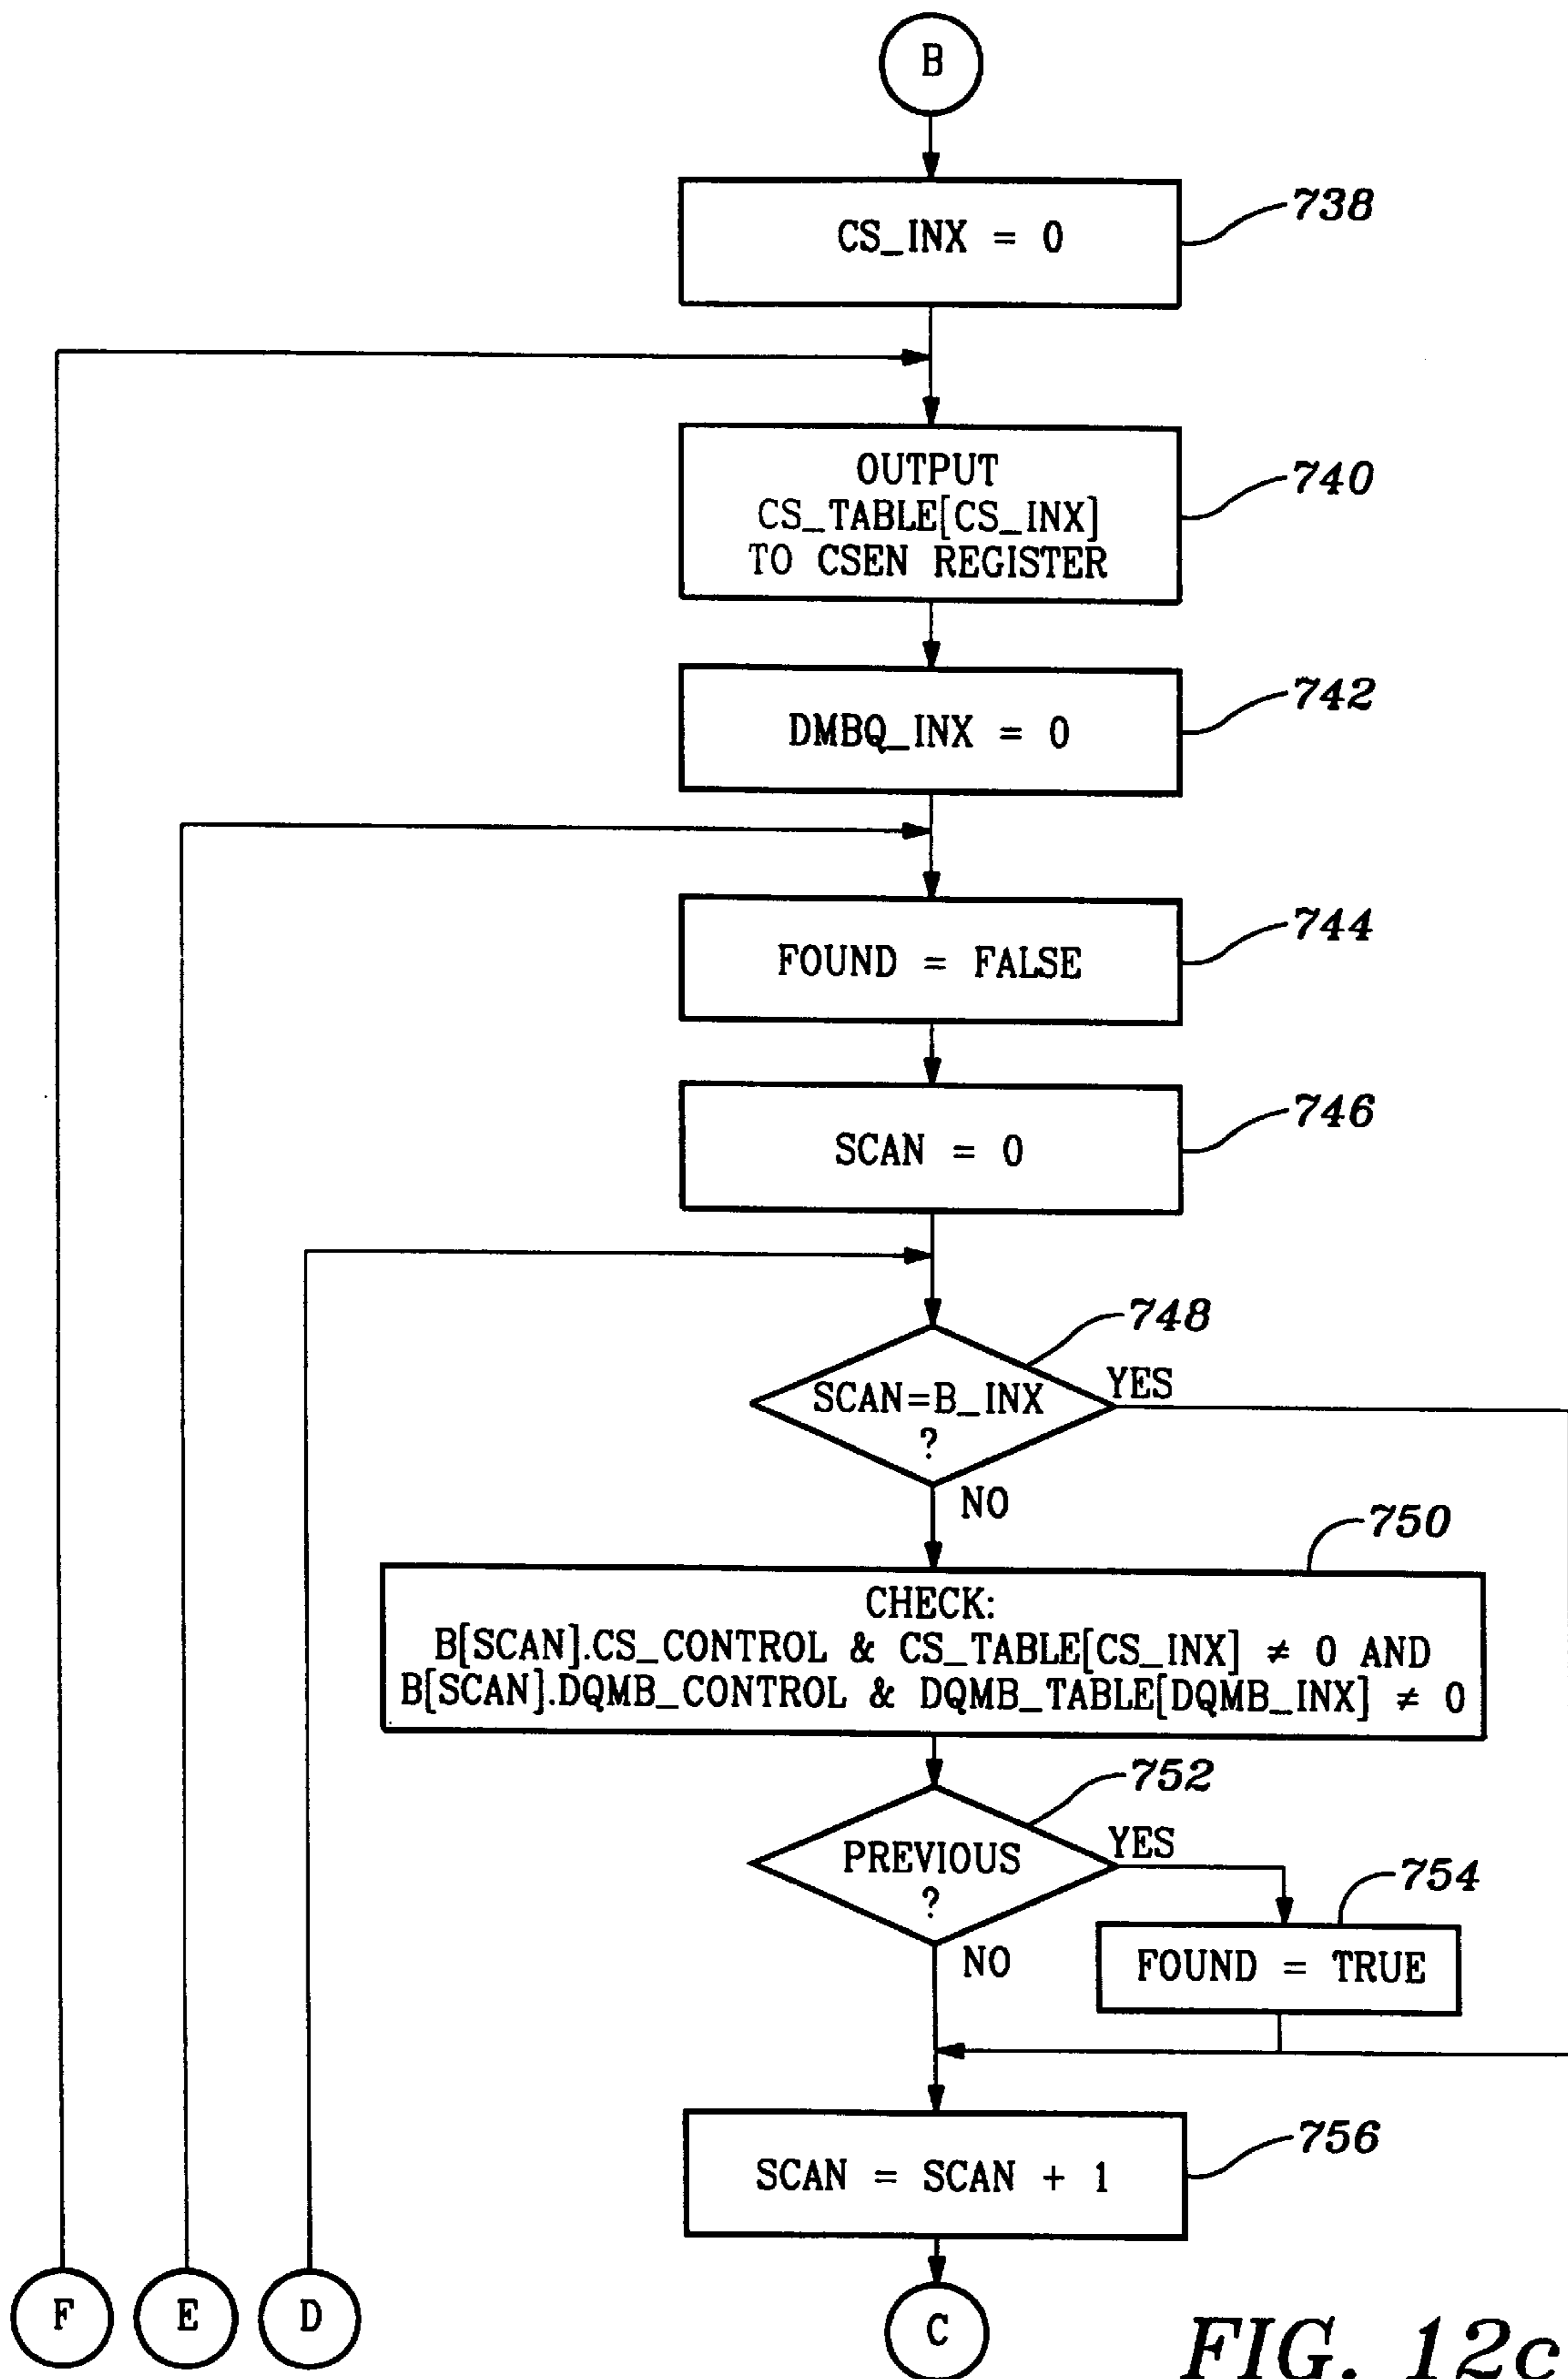 B
CS_INX = 0
738
OUTPUT
CS_TABLE[CS_INX]
TO CSEN REGISTER
740
DMBQ_INX = 0
742
FOUND = FALSE
744
SCAN = 0
746
748
SCAN=B_INX
?
YES
NO
750
CHECK:
B[SCAN].CS_CONTROL & CS_TABLE[CS_INX] ≠ 0 AND
B[SCAN].DQMB_CONTROL & DQMB_TABLE[DQMB_INX] ≠ 0
752
PREVIOUS
?
YES
NO
754
FOUND = TRUE
SCAN = SCAN + 1
756
F
E
D
C
FIG. 12c